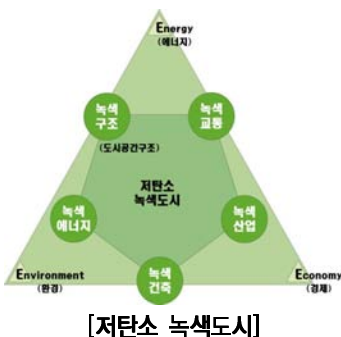 Energy
(에너지)
녹색
구조
녹색
교통
(도시공간구조)
저탄소
녹색도시
녹색
에너지
녹색
산업
Environment
(환경)
녹색
건축
Economy
(경제)
[저탄소 녹색도시]